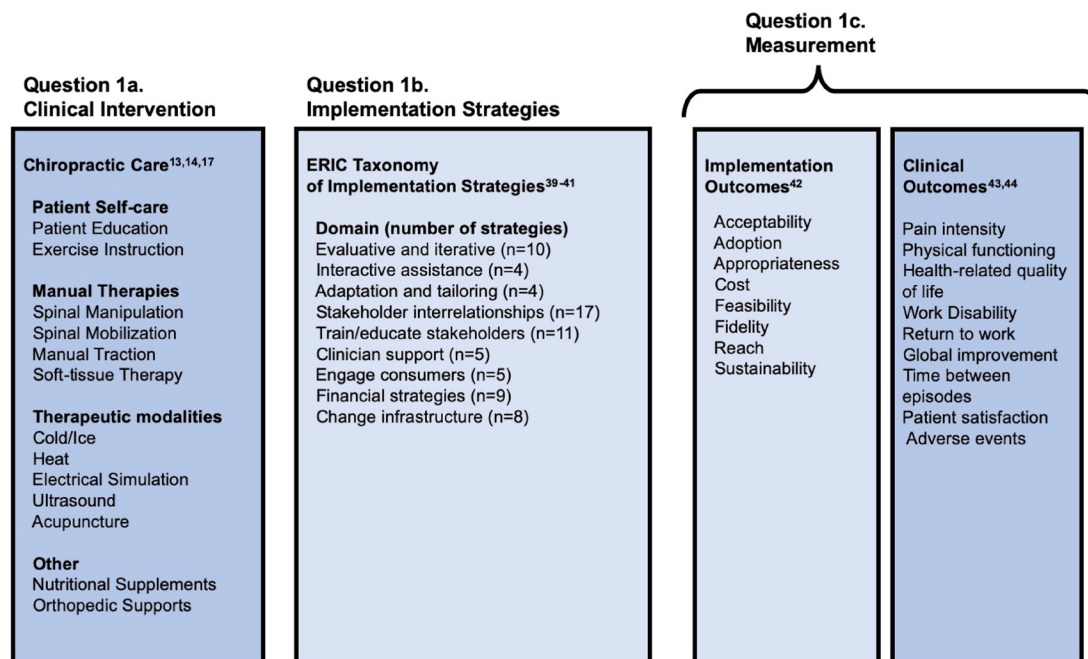 Question 1a.
Clinical Intervention
Chiropractic Care13,14,17
Patient Self-care
Patient Education
Exercise Instruction
Manual Therapies
Spinal Manipulation
Spinal Mobilization
Manual Traction
Soft-tissue Therapy
Therapeutic modalities
Cold/Ice
Heat
Electrical Simulation
Ultrasound
Acupuncture
Other
Nutritional Supplements
Orthopedic Supports
Question 1b.
Implementation Strategies
ERIC Taxonomy
of Implementation Strategies39-41
Domain (number of strategies)
Evaluative and iterative (n=10)
Interactive assistance (n=4)
Adaptation and tailoring (n=4)
Stakeholder interrelationships (n=17)
Train/educate stakeholders (n=11)
Clinician support (n=5)
Engage consumers (n=5)
Financial strategies (n=9)
Change infrastructure (n=8)
Question 1c.
Measurement
Implementation
Outcomes42
Acceptability
Adoption
Appropriateness
Cost
Feasibility
Fidelity
Reach
Sustainability
Clinical
Outcomes43,44
Pain intensity
Physical functioning
Health-related quality
of life
Work Disability
Return to work
Global improvement
Time between
episodes
Patient satisfaction
Adverse events